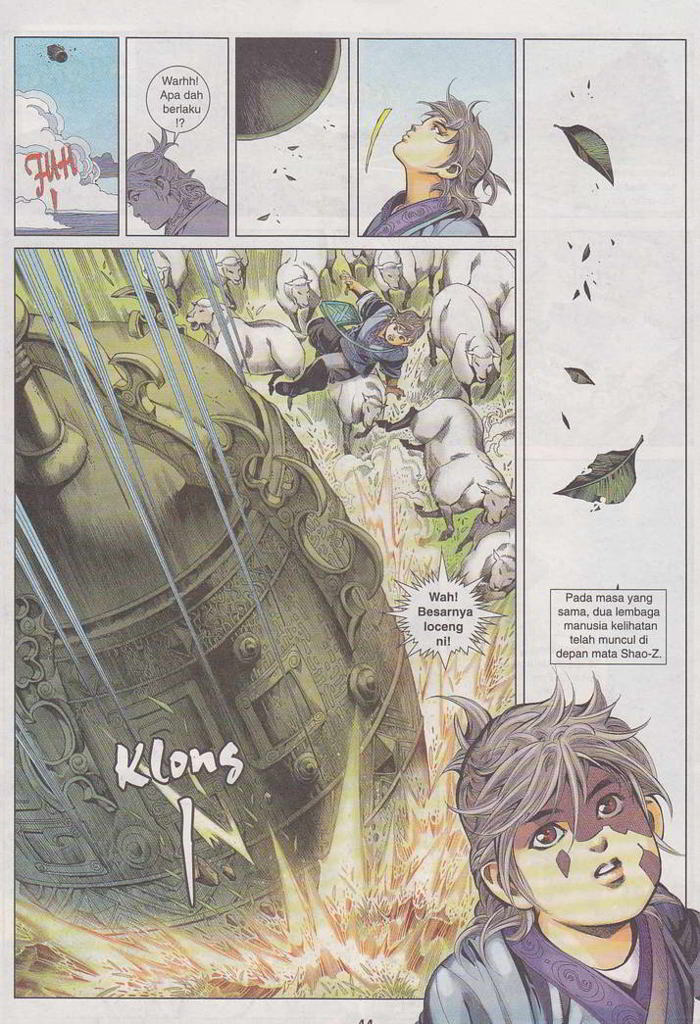 FHH
!
Warhh!
Apa dah
berlaku
!?
Wah!
Besarnya
loceng
ni!
Klong
!
Pada masa yang
sama, dua lembaga
manusia kelihatan
telah muncul di
depan mata Shao-Z.